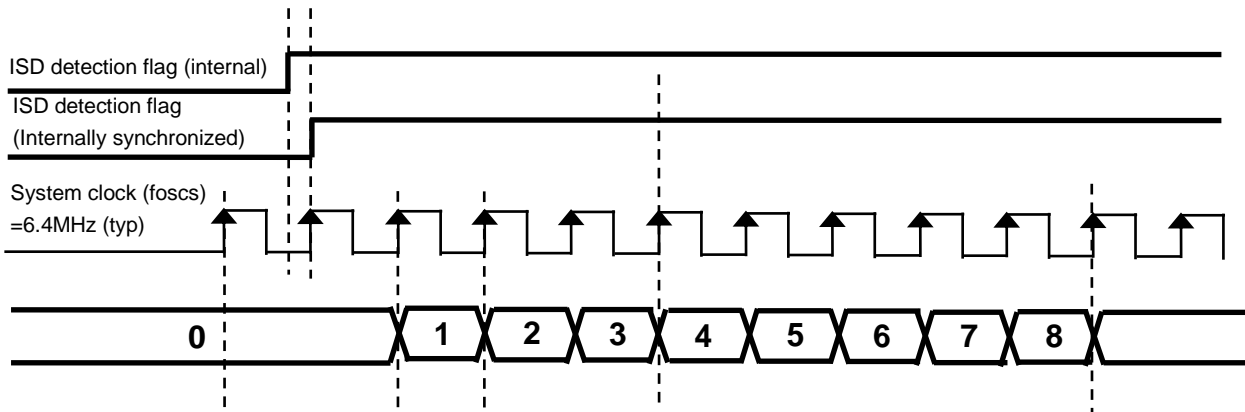 ISD detection flag (internal)
ISD detection flag
(Internally synchronized)
System clock (foscs)
=6.4MHz (typ)
0 1 2 3 4 5 6 7 8